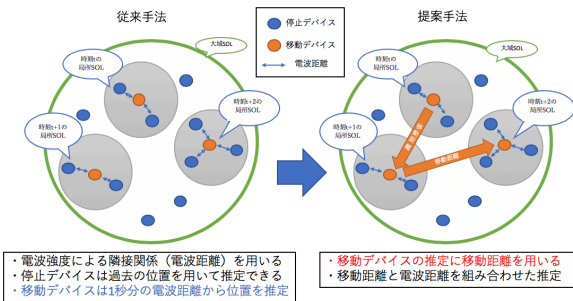 従来手法
提案手法
停止デバイス
移動デバイス
電波距離
大域SOL
時刻tの
局所SOL
時刻t+1の
局所SOL
時刻t+2の
局所SOL
大域SOL
時刻tの
局所SOL
時刻t+1の
局所SOL
時刻t+2の
局所SOL
移動距離
移動距離
・電波強度による隣接関係（電波距離）を用いる
・停止デバイスは過去の位置を用いて推定できる
・移動デバイスは1秒分の電波距離から位置を推定
・移動デバイスの推定に移動距離を用いる
・移動距離と電波距離を組み合わせた推定